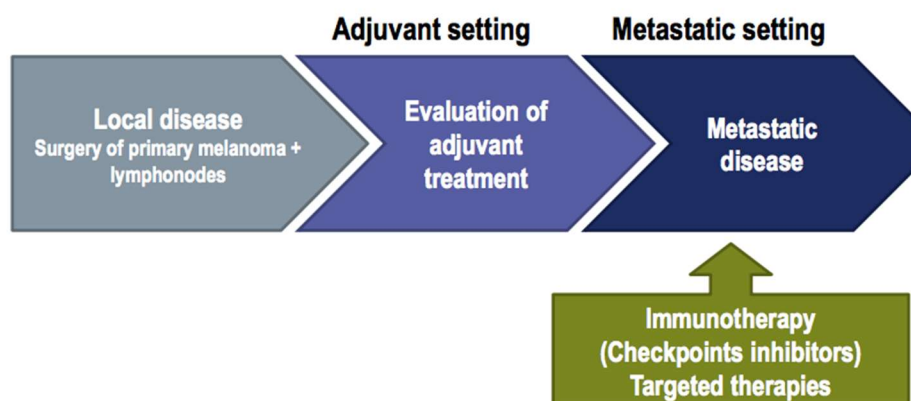 Adjuvant setting
Metastatic setting
Local disease
Surgery of primary melanoma +
lymphonodes
Evaluation of
adjuvant
treatment
Metastatic
disease
Immunotherapy
(Checkpoints inhibitors)
Targeted therapies